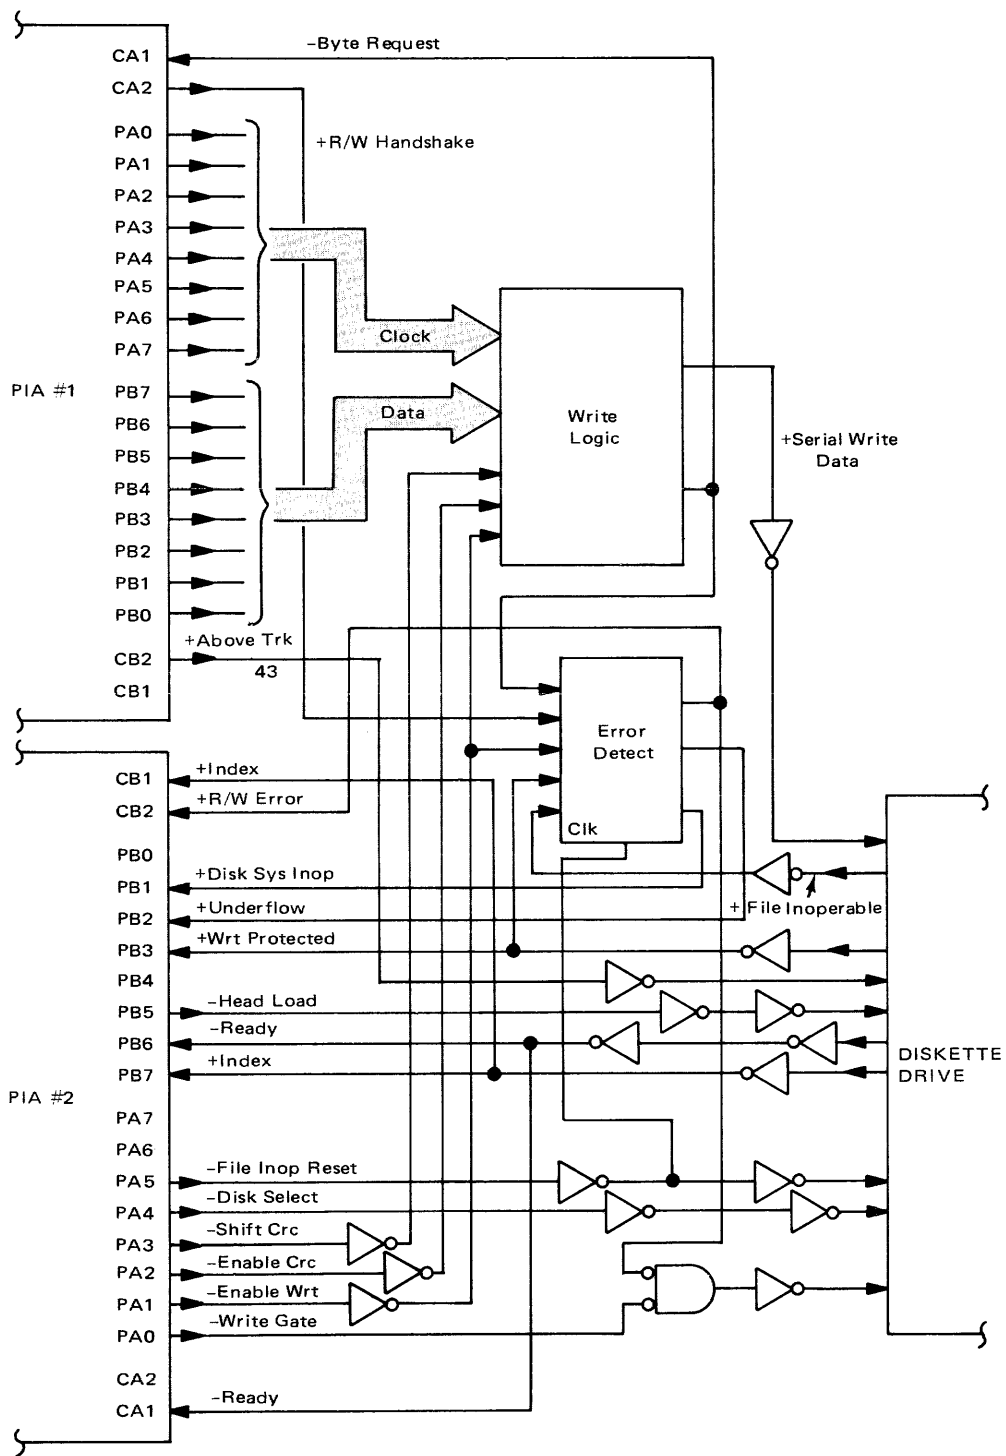 –Byte Request
CA1
CA2
+R/W Handshake
PA0
PA1
PA2
PA3
PA4
PA5
PA6
PA7
Clock
PIA #1
PB7
PB6
PB5
PB4
PB3
PB2
PB1
PB0
Data
Write
Logic
+Serial Write
Data
+Above Trk
43
CB2
CB1
Error
Detect
Clk
CB1
+Index
CB2
+R/W Error
PB0
PB1
+Disk Sys Inop
+ File Inoperable
PB2
+Underflow
PB3
+Wrt Protected
PB4
PB5
–Head Load
PB6
–Ready
PB7
+Index
DISKETTE
DRIVE
PIA #2
PA7
PA6
PA5
–File Inop Reset
PA4
–Disk Select
PA3
–Shift Crc
PA2
–Enable Crc
PA1
–Enable Wrt
PA0
–Write Gate
CA2
CA1
–Ready